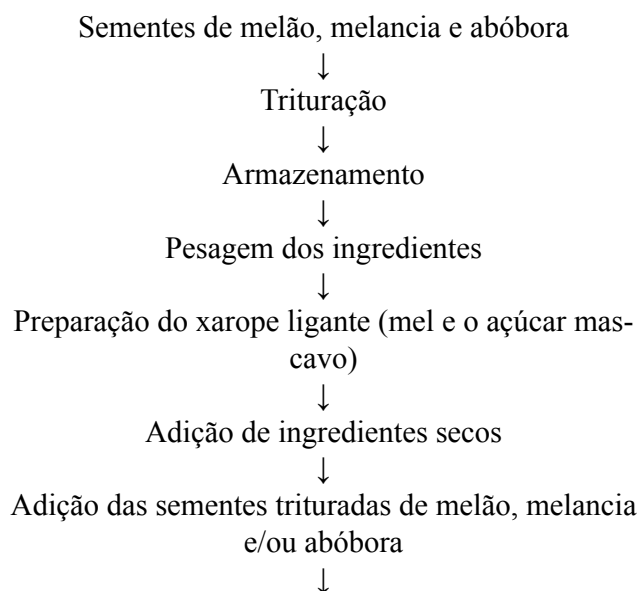 Sementes de melão, melancia e abóbora
↓
Trituração
↓
Armazenamento
↓
Pesagem dos ingredientes
↓
Preparação do xarope ligante (mel e o açúcar mas-
cavo)
↓
Adição de ingredientes secos
↓
Adição das sementes trituradas de melão, melancia
e/ou abóbora
↓